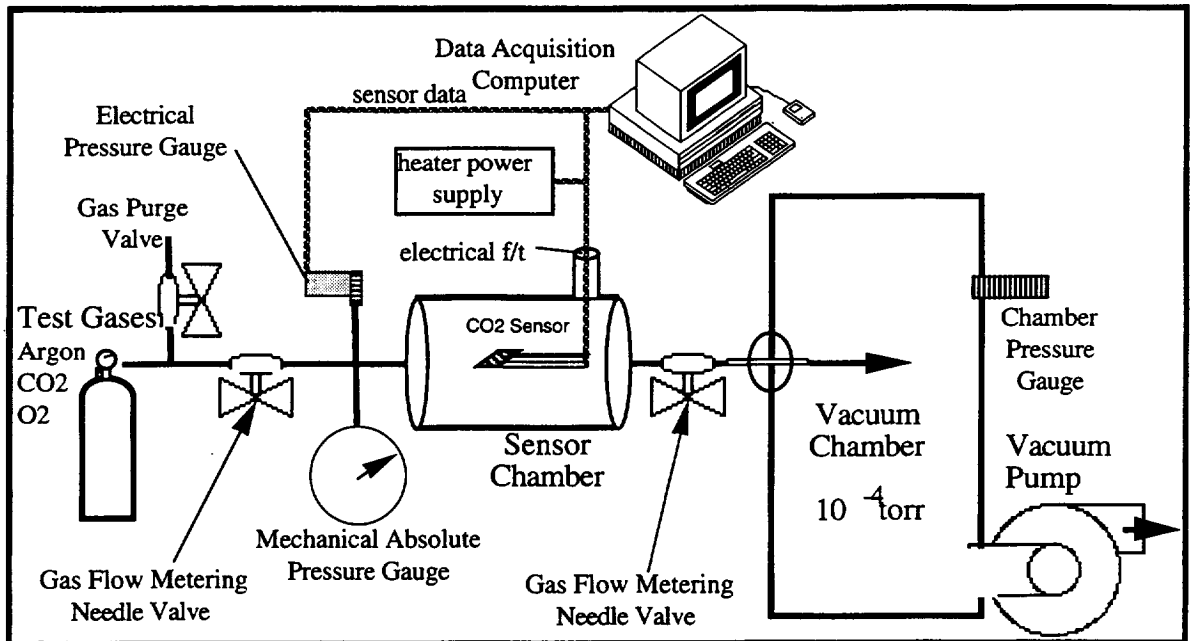 Data Acquisition
Computer
sensor data
Electrical
Pressure Gauge
heater power
supply
Gas Purge
Valve
electrical f/t
Test Gases
Argon
CO2
O2
CO2 Sensor
Chamber
Pressure
Gauge
Sensor
Chamber
Vacuum
Chamber
10 -4 torr
Vacuum
Pump
Mechanical Absolute
Pressure Gauge
Gas Flow Metering
Needle Valve
Gas Flow Metering
Needle Valve